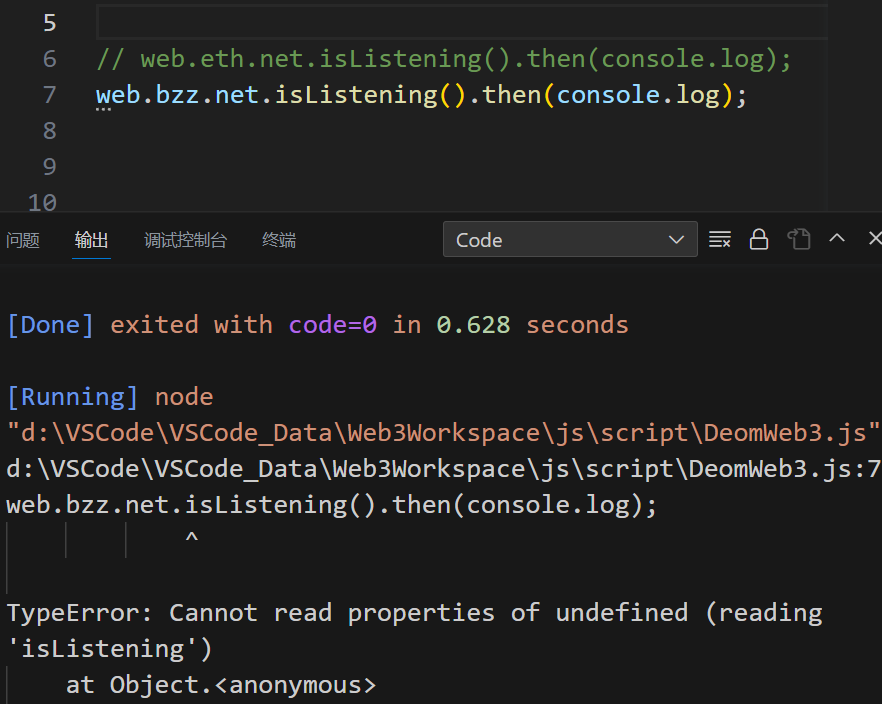 5
6 // web.eth.net.isListening().then(console.log);
7 web.bzz.net.isListening().then(console.log);
8
9
10
问题 输出 调试控制台 终端 Code
[Done] exited with code=0 in 0.628 seconds
[Running] node
"d:\VSCode\VSCode_Data\Web3Workspace\js\script\DeomWeb3.js"
d:\VSCode\VSCode_Data\Web3Workspace\js\script\DeomWeb3.js:7
web.bzz.net.isListening().then(console.log);
^
TypeError: Cannot read properties of undefined (reading
'isListening')
at Object.<anonymous>